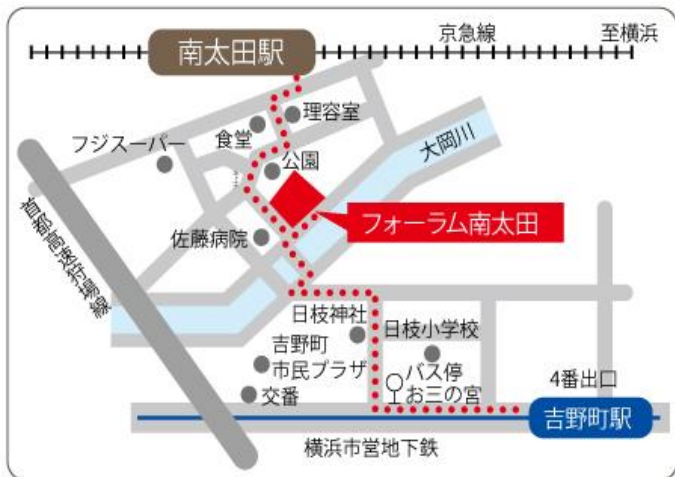 京急線
至横浜
南太田駅
理容室
食堂
フジスーパー
公園
大岡川
フォーラム南太田
佐藤病院
首都高速狩場線
日枝神社
日枝小学校
吉野町
市民プラザ
バス停
お三の宮
4番出口
交番
吉野町駅
横浜市営地下鉄